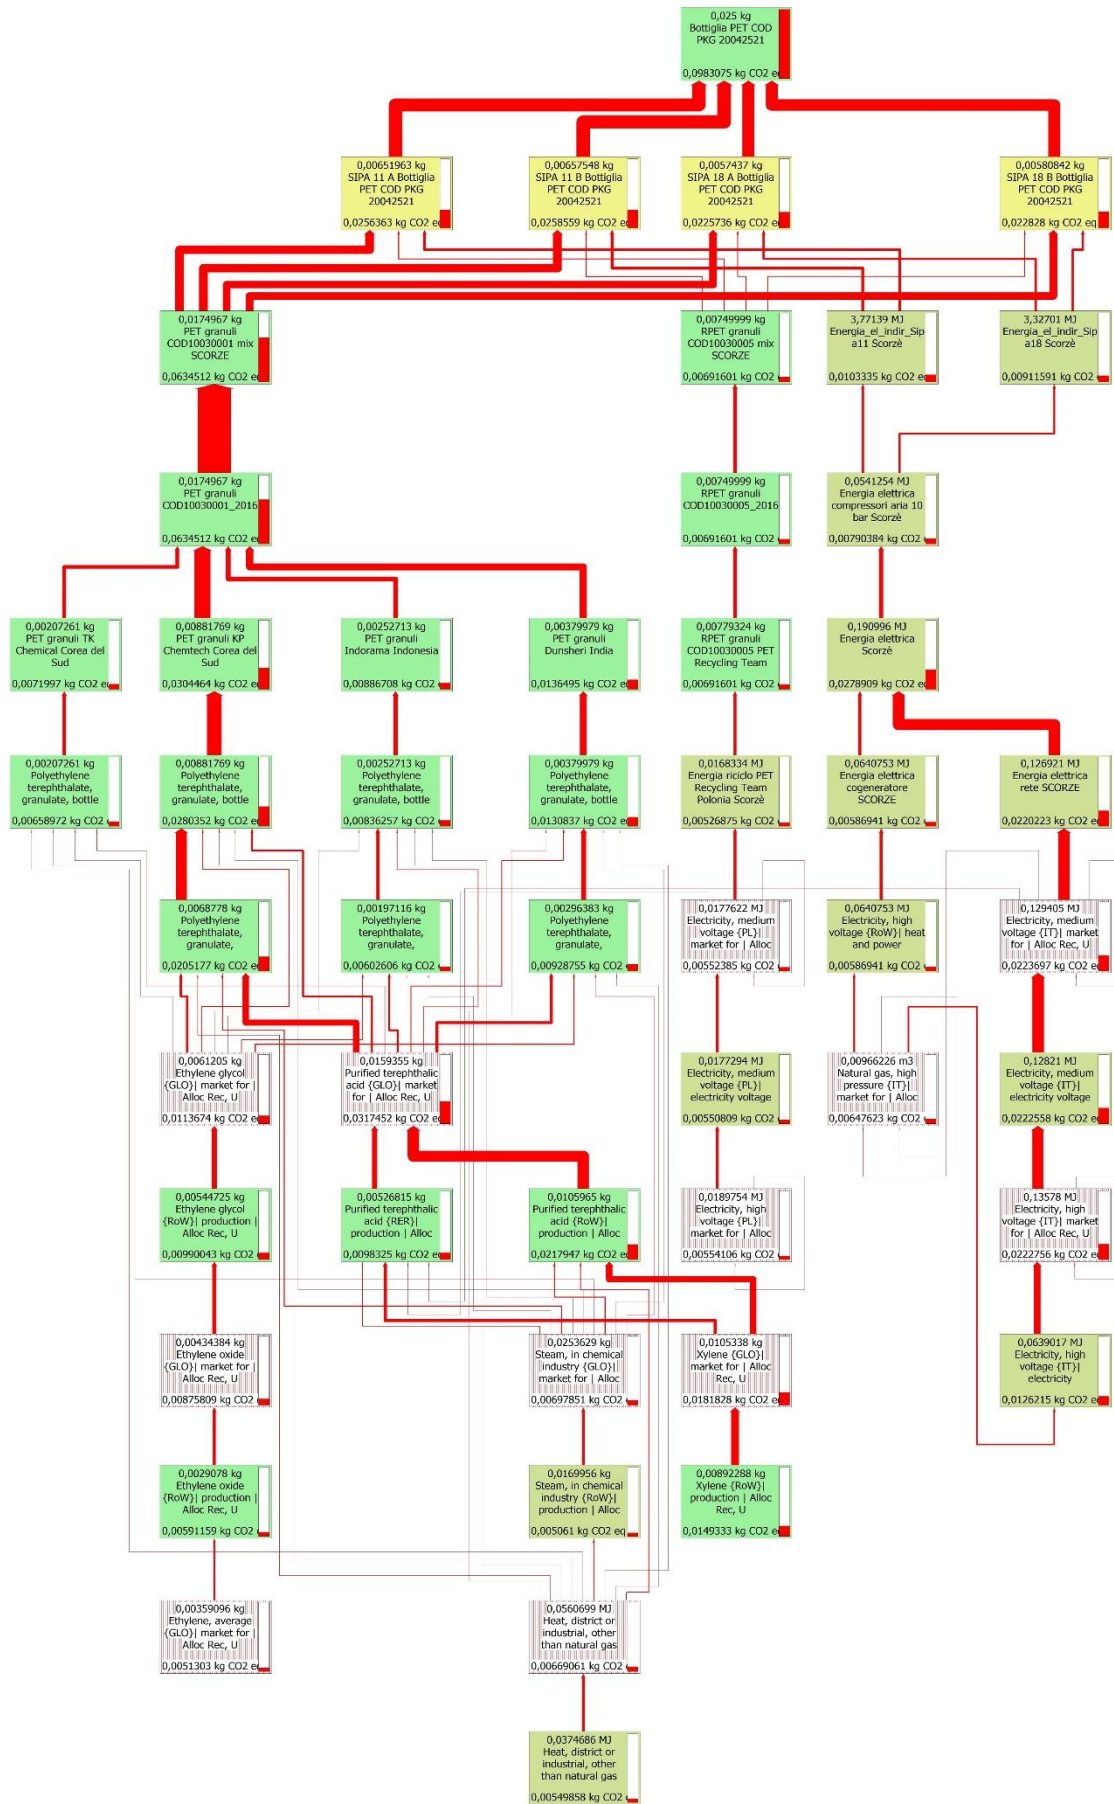 0,025 kg
Bottiglia PET COD
PKG 20042521
0,0983075 kg CO2 eq
0,00651963 kg
SIPA 11 A Bottiglia
PET COD PKG
20042521
0,0256363 kg CO2 eq
0,00657548 kg
SIPA 11 B Bottiglia
PET COD PKG
20042521
0,0258559 kg CO2 eq
0,0057437 kg
SIPA 18 A Bottiglia
PET COD PKG
20042521
0,0225736 kg CO2 eq
0,00580842 kg
SIPA 18 B Bottiglia
PET COD PKG
20042521
0,022828 kg CO2 eq
0,0174967 kg
PET granuli
COD10030001 mix
SCORZE
0,0634512 kg CO2 eq
0,00749999 kg
RPET granuli
COD10030005 mix
SCORZE
0,00691601 kg CO2
3,77139 MJ
Energia_el_indir_Sip
a11 Scorzè
0,0103335 kg CO2 eq
3,32701 MJ
Energia_el_indir_Sip
a18 Scorzè
0,00911591 kg CO2
0,0174967 kg
PET granuli
COD10030001_2016
0,0634512 kg CO2 eq
0,00749999 kg
RPET granuli
COD10030005_2016
0,00691601 kg CO2
0,0541254 MJ
Energia elettrica
compressori aria 10
bar Scorzè
0,00790384 kg CO2
0,00207261 kg
PET granuli TK
Chemical Corea del
Sud
0,0071997 kg CO2 eq
0,00881769 kg
PET granuli KP
Chemtech Corea del
Sud
0,0304464 kg CO2 eq
0,00252713 kg
PET granuli
Indorama Indonesia
0,00886708 kg CO2
0,00379979 kg
PET granuli
Dunsheri India
0,0136495 kg CO2 eq
0,00779324 kg
RPET granuli
COD10030005 PET
Recycling Team
0,00691601 kg CO2
0,190996 MJ
Energia elettrica
Scorzè
0,0278909 kg CO2 eq
0,00207261 kg
Polyethylene
terephthalate,
granulate, bottle
0,00658972 kg CO2
0,00881769 kg
Polyethylene
terephthalate,
granulate, bottle
0,0280352 kg CO2 eq
0,00252713 kg
Polyethylene
terephthalate,
granulate, bottle
0,00836257 kg CO2
0,00379979 kg
Polyethylene
terephthalate,
granulate, bottle
0,0130837 kg CO2 eq
0,0168334 MJ
Energia riciclo PET
Recycling Team
Polonia Scorzè
0,00526875 kg CO2
0,0640753 MJ
Energia elettrica
cogeneratore
SCORZE
0,00586941 kg CO2
0,126921 MJ
Energia elettrica
rete SCORZE
0,0220223 kg CO2 eq
0,0068778 kg
Polyethylene
terephthalate,
granulate,
0,0205177 kg CO2 eq
0,00197116 kg
Polyethylene
terephthalate,
granulate,
0,00602606 kg CO2
0,00296383 kg
Polyethylene
terephthalate,
granulate,
0,00928755 kg CO2
0,0177622 MJ
Electricity, medium
voltage {PL}|
market for | Alloc
0,00552385 kg CO2
0,0640753 MJ
Electricity, high
voltage {RoW}| heat
and power
0,00586941 kg CO2
0,129405 MJ
Electricity, medium
voltage {IT}| market
for | Alloc Rec, U
0,0223697 kg CO2 eq
0,0061205 kg
Ethylene glycol
{GLO}| market for |
Alloc Rec, U
0,0113674 kg CO2 eq
0,0159355 kg
Purified terephthalic
acid {GLO}| market
for | Alloc Rec, U
0,0317452 kg CO2 eq
0,0177294 MJ
Electricity, medium
voltage {PL}|
electricity voltage
0,00550809 kg CO2
0,00966226 m3
Natural gas, high
pressure {IT}|
market for | Alloc
0,00647623 kg CO2
0,12821 MJ
Electricity, medium
voltage {IT}|
electricity voltage
0,0222558 kg CO2 eq
0,00544725 kg
Ethylene glycol
{RoW}| production |
Alloc Rec, U
0,00990043 kg CO2
0,00526815 kg
Purified terephthalic
acid {RER}|
production | Alloc
0,0098325 kg CO2 eq
0,0105965 kg
Purified terephthalic
acid {RoW}|
production | Alloc
0,0217947 kg CO2 eq
0,0189754 MJ
Electricity, high
voltage {PL}|
market for | Alloc
0,00554106 kg CO2
0,13578 MJ
Electricity, high
voltage {IT}| market
for | Alloc Rec, U
0,0222756 kg CO2 eq
0,00434384 kg
Ethylene oxide
{GLO}| market for |
Alloc Rec, U
0,00875809 kg CO2
0,0253629 kg
Steam, in chemical
industry {GLO}|
market for | Alloc
0,00697851 kg CO2
0,0105338 kg
Xylene {GLO}|
market for | Alloc
Rec, U
0,0181828 kg CO2 eq
0,0639017 MJ
Electricity, high
voltage {IT}|
electricity
0,0126215 kg CO2 eq
0,0029078 kg
Ethylene oxide
{RoW}| production |
Alloc Rec, U
0,00591159 kg CO2
0,0169956 kg
Steam, in chemical
industry {RoW}|
production | Alloc
0,005061 kg CO2 eq
0,00892288 kg
Xylene {RoW}|
production | Alloc
Rec, U
0,0149333 kg CO2 eq
0,00359096 kg
Ethylene, average
{GLO}| market for |
Alloc Rec, U
0,0051303 kg CO2 eq
0,0560699 MJ
Heat, district or
industrial, other
than natural gas
0,00669061 kg CO2
0,0374686 MJ
Heat, district or
industrial, other
than natural gas
0,00549858 kg CO2